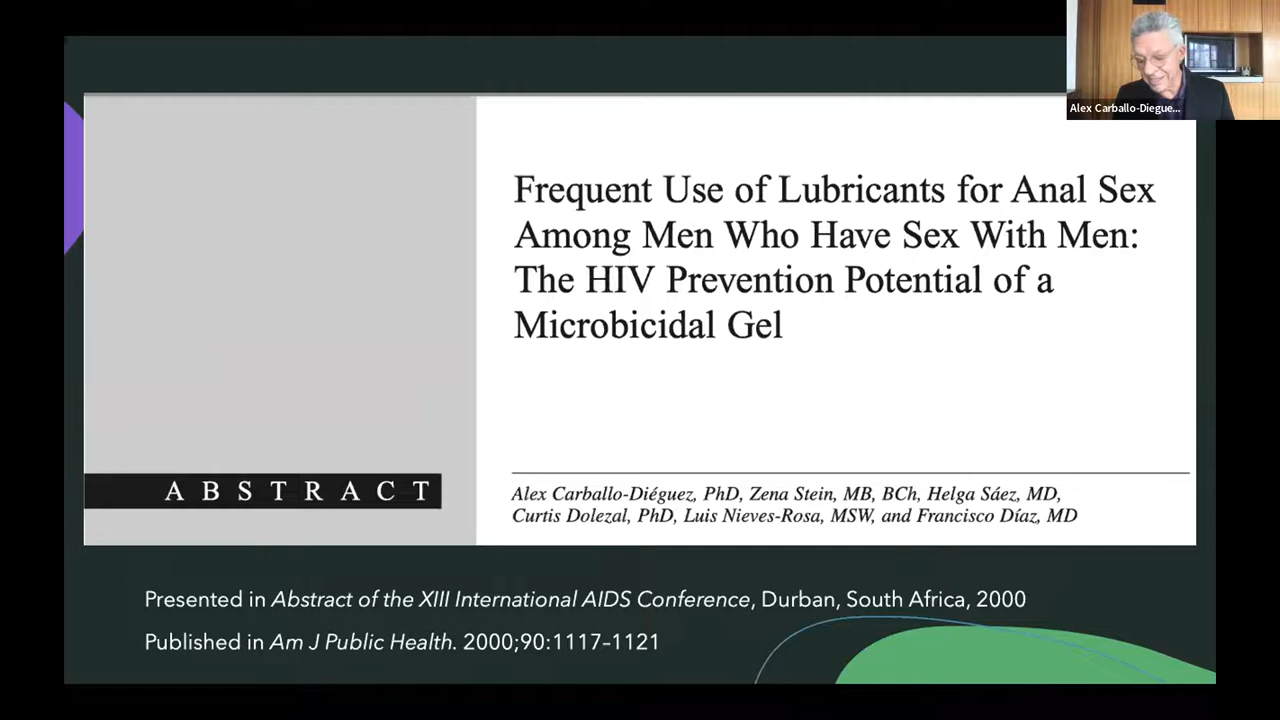 Alex Carballo-Diegue...
Frequent Use of Lubricants for Anal Sex
Among Men Who Have Sex With Men:
The HIV Prevention Potential of a
Microbicidal Gel
ABSTRACT
Alex Carballo-Diéguez, PhD, Zena Stein, MB, BCh, Helga Sáez, MD,
Curtis Dolezal, PhD, Luis Nieves-Rosa, MSW, and Francisco Díaz, MD
Presented in Abstract of the XIII International AIDS Conference, Durban, South Africa, 2000
Published in Am J Public Health. 2000;90:1117–1121